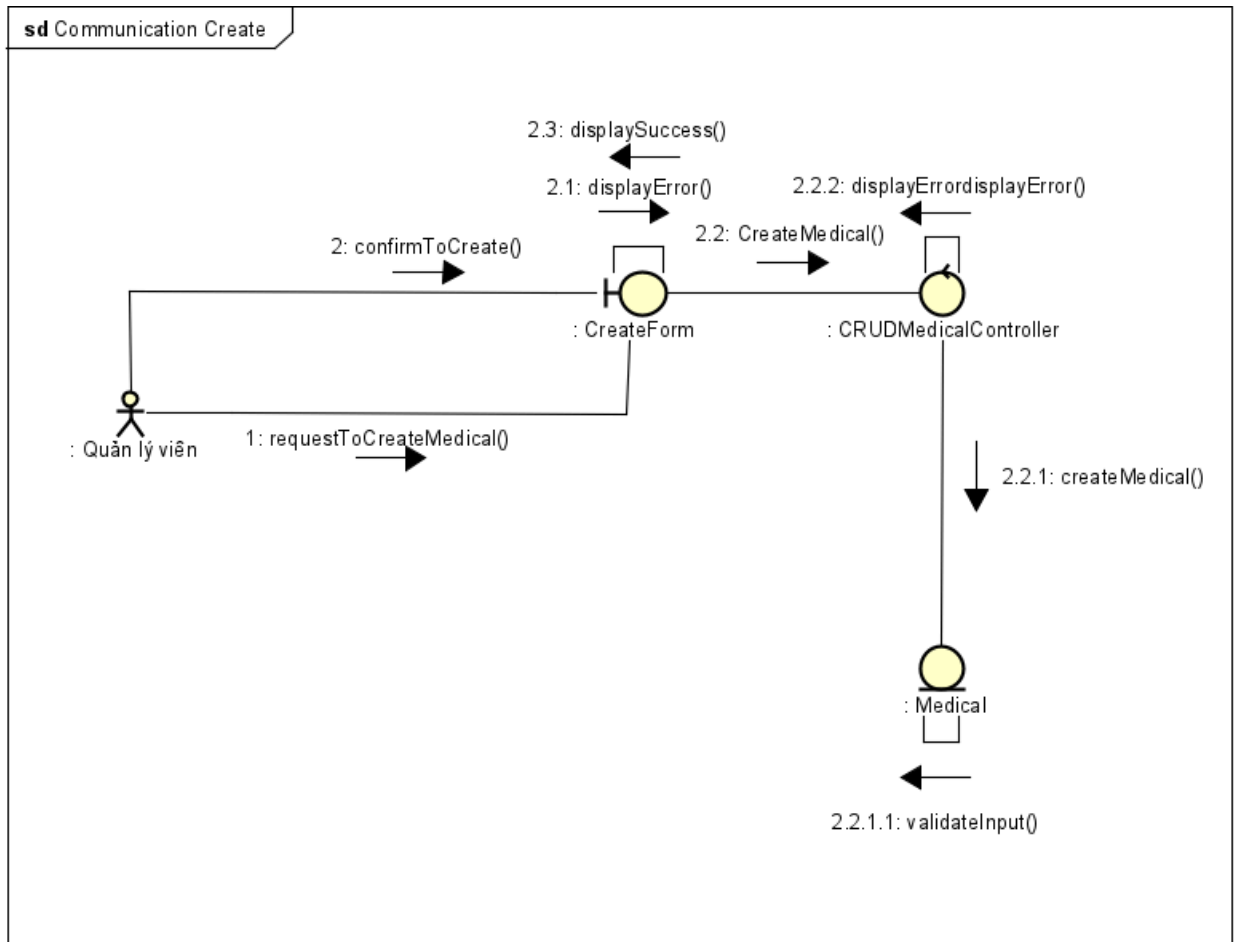 sd Communication Create
2.3: displaySuccess()
2.1: displayError()
2.2.2: displayErrordisplayError()
2: confirmToCreate()
2.2: CreateMedical()
: CreateForm
: CRUDMedicalController
: Quản lý viên
1: requestToCreateMedical()
2.2.1: createMedical()
: Medical
2.2.1.1: validateInput()